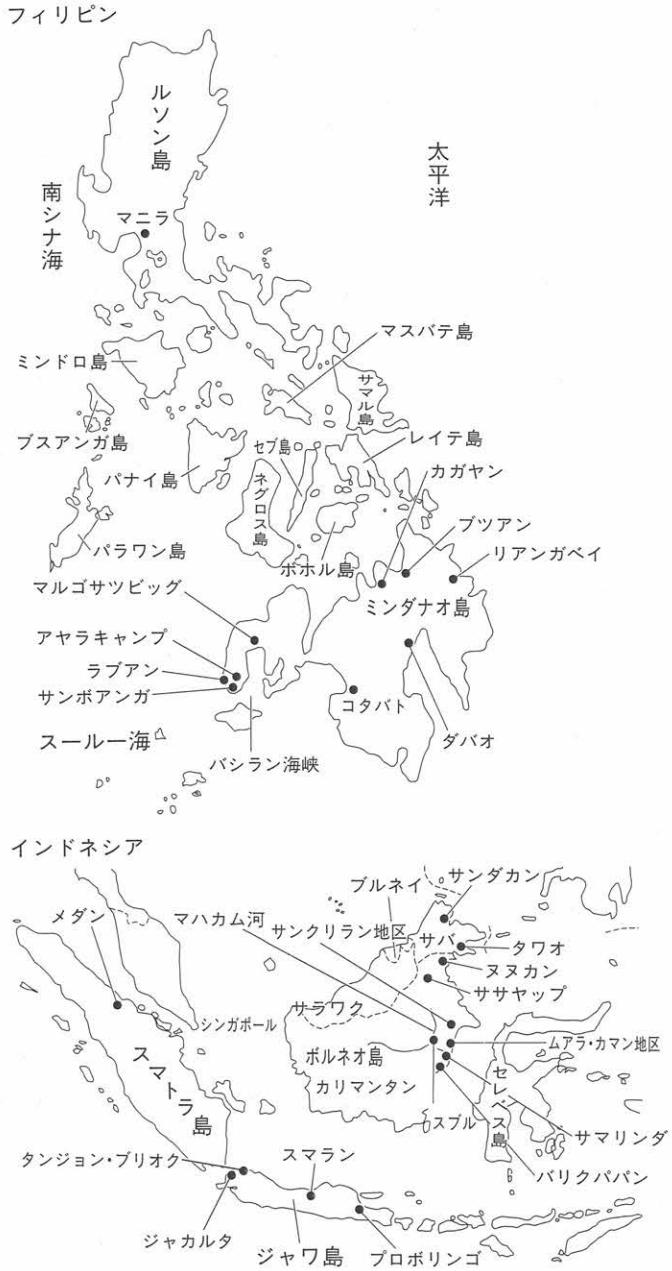 フィリピン
ルソン島
太平洋
南シナ海
マニラ
マスバテ島
ミンドロ島
サマル島
ブスアンガ島
セブ島
レイテ島
パナイ島
ネグロス島
カガヤン
ブツアン
パラワン島
ボホル島
リアンガベイ
マルゴサツビッグ
ミンダナオ島
アヤラキャンプ
ラブアン
サンボアンガ
コタバト
スールー海
バシラン海峡
ダバオ
インドネシア
サンダカン
ブルネイ
メダン
マハカム河
サンクリラン地区
サバ
タワオ
ヌヌカン
ササヤップ
サラワク
シンガポール
ムアラ・カマン地区
ボルネオ島
スマトラ島
カリマンタン
セレベス島
スブル
サマリンダ
タンジョン・ブリオク
スマラン
バリクパパン
ジャカルタ
ジャワ島
プロボリンゴ